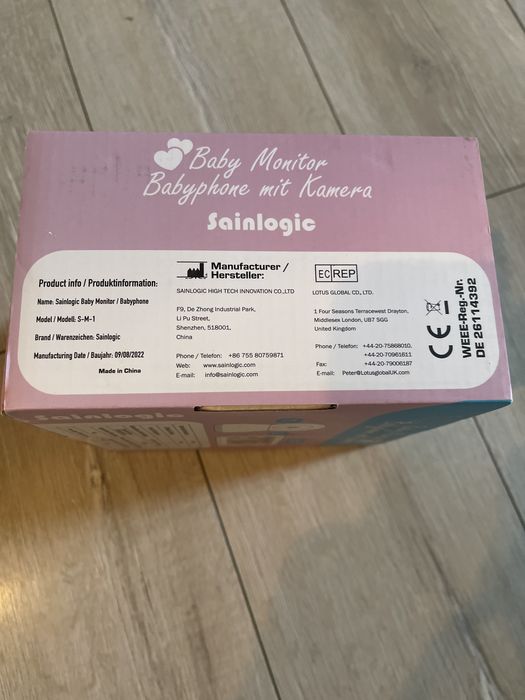 Baby Monitor
Babyphone mit Kamera
Sainlogic
Product info / Produktinformation:
Name: Sainlogic Baby Monitor / Babyphone
Model / Modell: S-M-1
Brand / Warenzeichen: Sainlogic
Manufacturing Date / Baujahr: 09/08/2022
Made in China
Manufacturer /
Hersteller:
SAINLOGIC HIGH TECH INNOVATION CO.,LTD
F9, De Zhong Industrial Park,
Li Pu Street,
Shenzhen, 518001,
China
Phone / Telefon: +86 755 80759871
Web: www.sainlogic.com
E-mail: info@sainlogic.com
EC REP
LOTUS GLOBAL CO., LTD.
1 Four Seasons Terracewest Drayton,
Middlesex London, UB7 5GG
United Kingdom
Phone / Telefon: +44-20-75868010,
+44-20-70961611
Fax: +44-20-79006187
E-mail: Peter@LotusglobalUK.com
CE
WEEE-Reg.-Nr.
DE 26114392
Sainlogic